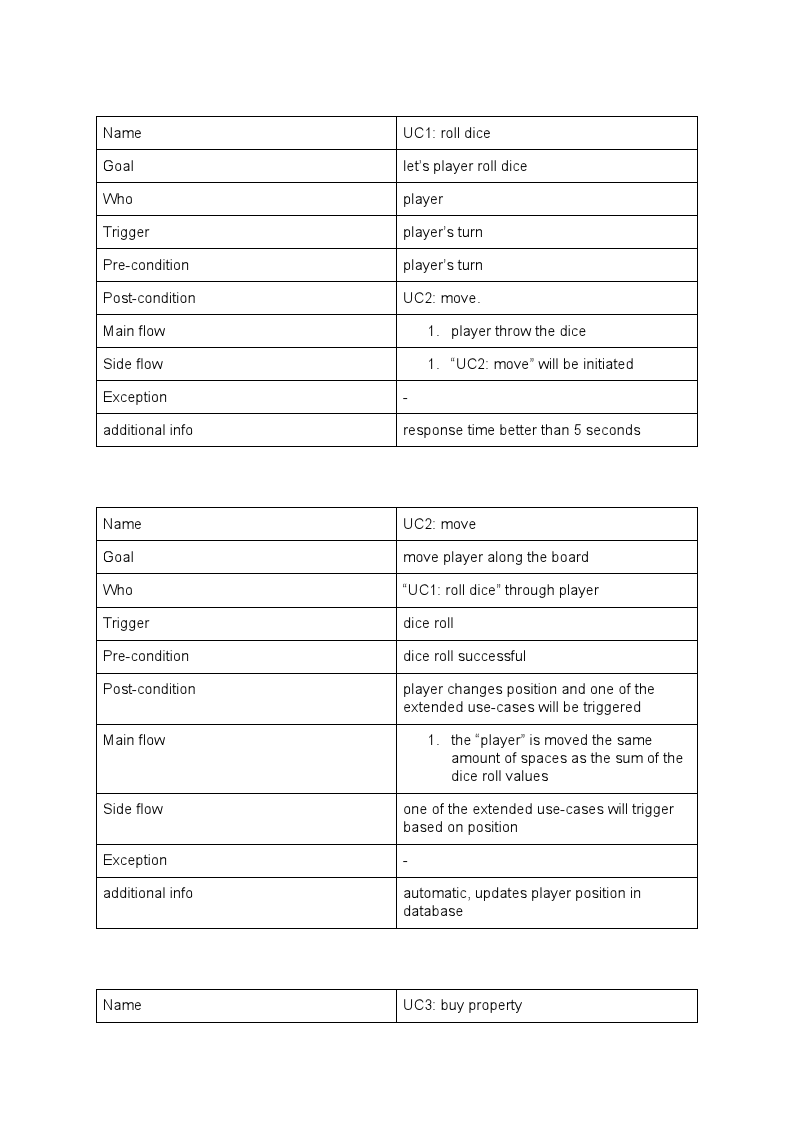 Name UC1: roll dice
Goal let’s player roll dice
Who player
Trigger player’s turn
Pre-condition player’s turn
Post-condition UC2: move.
Main flow 1. player throw the dice
Side flow 1. “UC2: move” will be initiated
Exception -
additional info response time better than 5 seconds
Name UC2: move
Goal move player along the board
Who “UC1: roll dice” through player
Trigger dice roll
Pre-condition dice roll successful
Post-condition player changes position and one of the
extended use-cases will be triggered
Main flow 1. the “player” is moved the same
amount of spaces as the sum of the
dice roll values
Side flow one of the extended use-cases will trigger
based on position
Exception -
additional info automatic, updates player position in
database
Name UC3: buy property